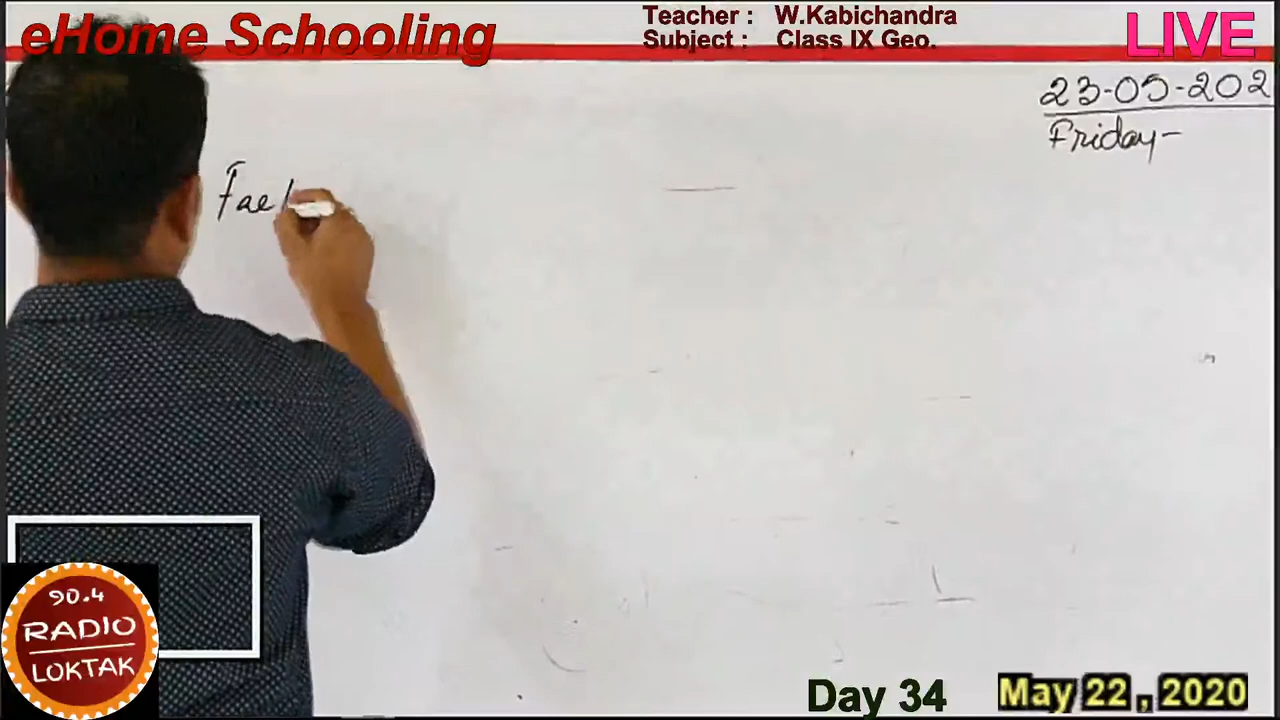 eHome Schooling
Teacher : W.Kabichandra
Subject : Class IX Geo.
LIVE
23-05-202
Friday-
90.4
RADIO
LOKTAK
Day 34
May 22 , 2020